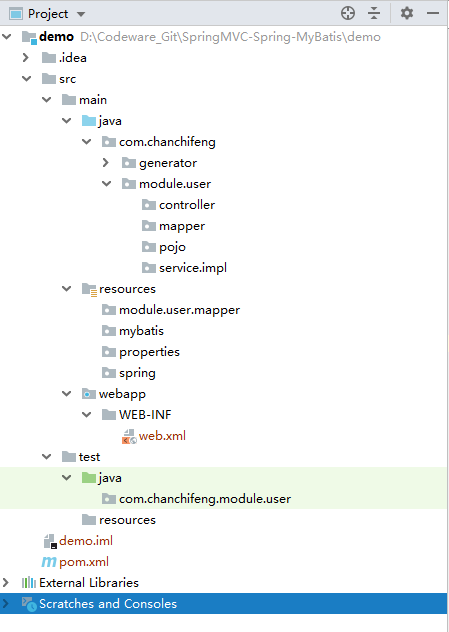 Project
demo D:\Codeware_Git\SpringMVC-Spring-MyBatis\demo
.idea
src
main
java
com.chanchifeng
generator
module.user
controller
mapper
pojo
service.impl
resources
module.user.mapper
mybatis
properties
spring
webapp
WEB-INF
web.xml
test
java
com.chanchifeng.module.user
resources
demo.iml
pom.xml
External Libraries
Scratches and Consoles